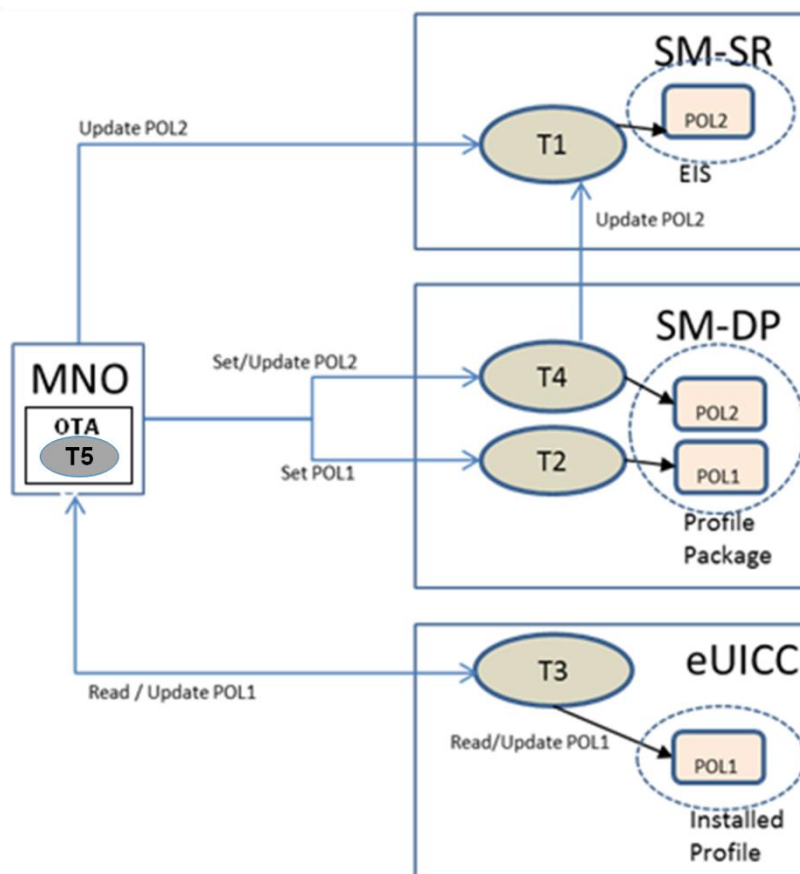 SM-SR
POL2
EIS
T1
Update POL2
Update POL2
SM-DP
MNO
OTA
T5
Set/Update POL2
T4
POL2
Set POL1
T2
POL1
Profile
Package
eUICC
T3
Read / Update POL1
Read/Update POL1
POL1
Installed
Profile